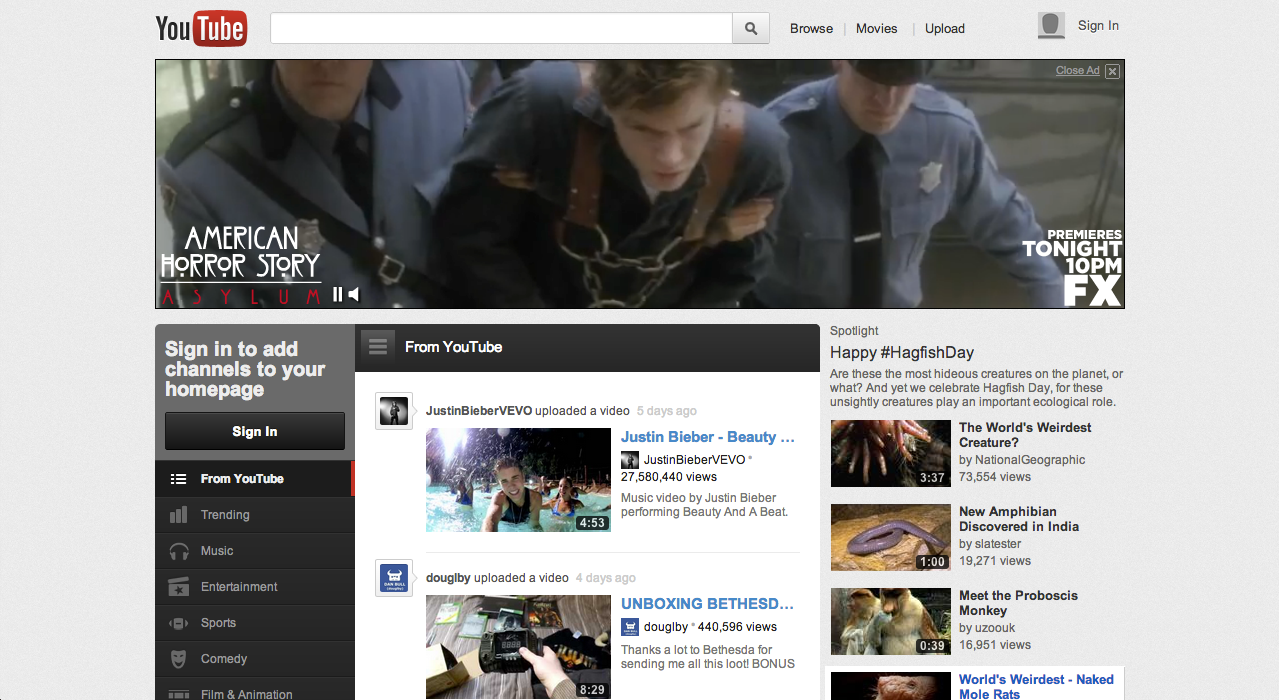 YouTube
Browse
Movies
Upload
Sign In
Close Ad
AMERICAN
HORROR STORY
ASYLUM
PREMIERES
TONIGHT
10PM
FX
Sign in to add
channels to your
homepage
Sign In
From YouTube
Trending
Music
Entertainment
Sports
Comedy
Film & Animation
From YouTube
JustinBieberVEVO uploaded a video 5 days ago
4:53
Justin Bieber - Beauty ...
JustinBieberVEVO
27,580,440 views
Music video by Justin Bieber
performing Beauty And A Beat.
DAN BULL
douglby uploaded a video 4 days ago
8:29
UNBOXING BETHESD...
douglby 440,596 views
Thanks a lot to Bethesda for
sending me all this loot! BONUS
Spotlight
Happy #HagfishDay
Are these the most hideous creatures on the planet, or
what? And yet we celebrate Hagfish Day, for these
unsightly creatures play an important ecological role.
3:37
The World's Weirdest
Creature?
by NationalGeographic
73,554 views
1:00
New Amphibian
Discovered in India
by slatester
19,271 views
0:39
Meet the Proboscis
Monkey
by uzoouk
16,951 views
World's Weirdest - Naked
Mole Rats